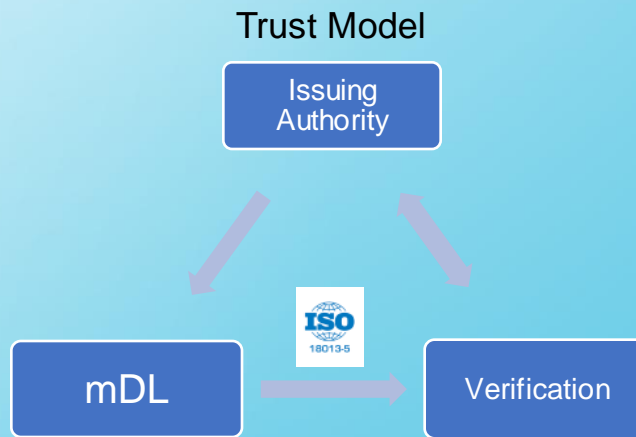 Trust Model
Issuing
Authority
ISO
18013-5
mDL
Verification